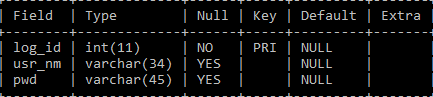 | Field | Type | Null | Key | Default | Extra |
| log_id | int(11) | NO | PRI | NULL | |
| usr_nm | varchar(34) | YES | | NULL | |
| pwd | varchar(45) | YES | | NULL | |